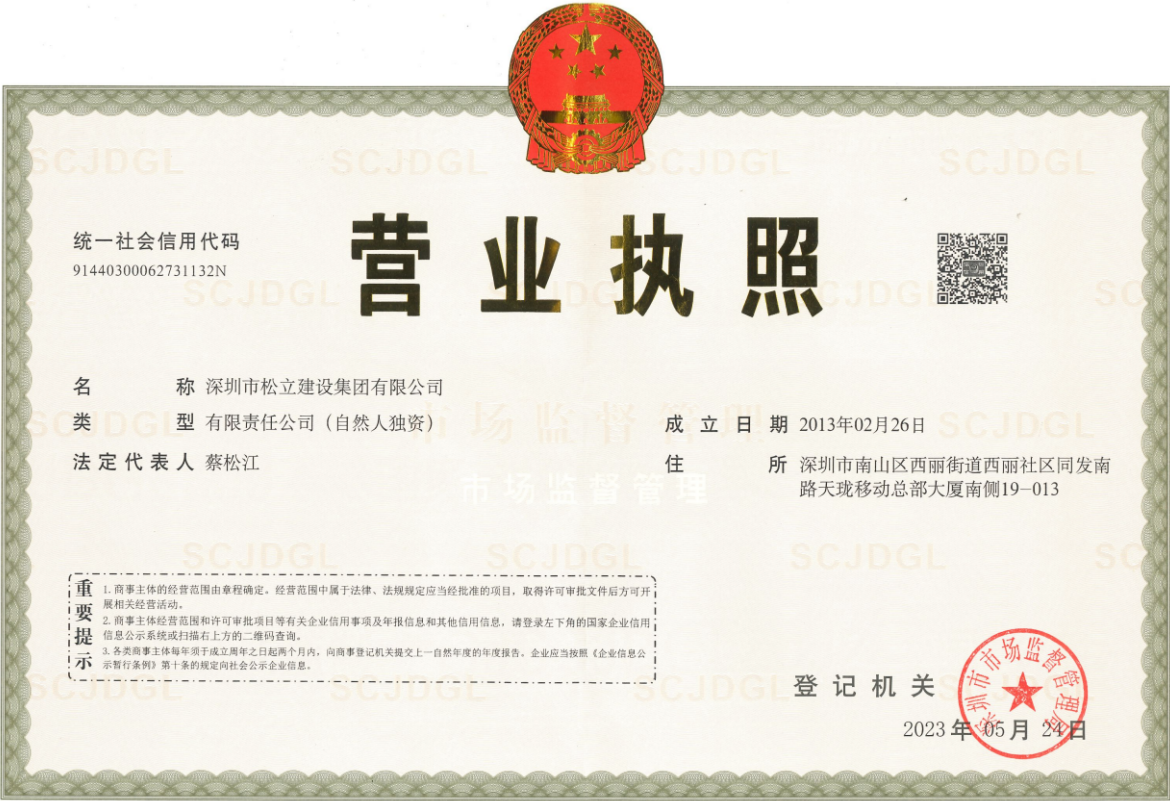 统一社会信用代码
91440300062731132N
营业执照
名称 深圳市松立建设集团有限公司
类型 有限责任公司（自然人独资）
法定代表人 蔡松江
成立日期 2013年02月26日
住所 深圳市南山区西丽街道西丽社区同发南
路天珑移动总部大厦南侧19-013
重要提示
1. 商事主体的经营范围由章程确定。经营范围中属于法律、法规规定应当经批准的项目，取得许可审批文件后方可开
展相关经营活动。
2. 商事主体经营范围和许可审批项目等有关企业信用事项及年报信息和其他信用信息，请登录左下角的国家企业信用
信息公示系统或扫描右上方的二维码查询。
3. 各类商事主体每年须于成立周年之日起两个月内，向商事登记机关提交上一自然年度的年度报告。企业应当按照《企业信息公
示暂行条例》第十条的规定向社会公示企业信息。
登记机关
深圳市市场监督管理局
2023年05月24日
SCJDGL
市场监督管理
市场监督管理